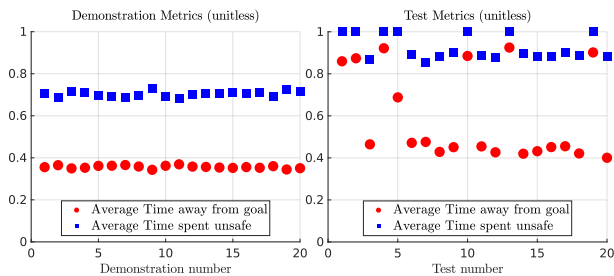 Demonstration Metrics (unitless)
1
0.8
0.6
0.4
0.2
0
0 5 10 15 20
Average Time away from goal
Average Time spent unsafe
Demonstration number
Test Metrics (unitless)
1
0.8
0.6
0.4
0.2
0
0 5 10 15 20
Average Time away from goal
Average Time spent unsafe
Test number